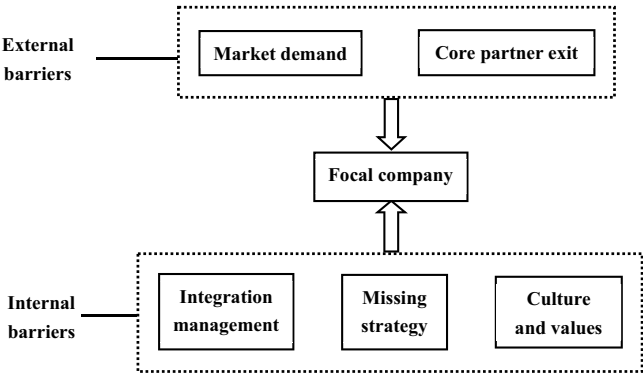 External
barriers
Market demand
Core partner exit
Focal company
Internal
barriers
Integration
management
Missing
strategy
Culture
and values